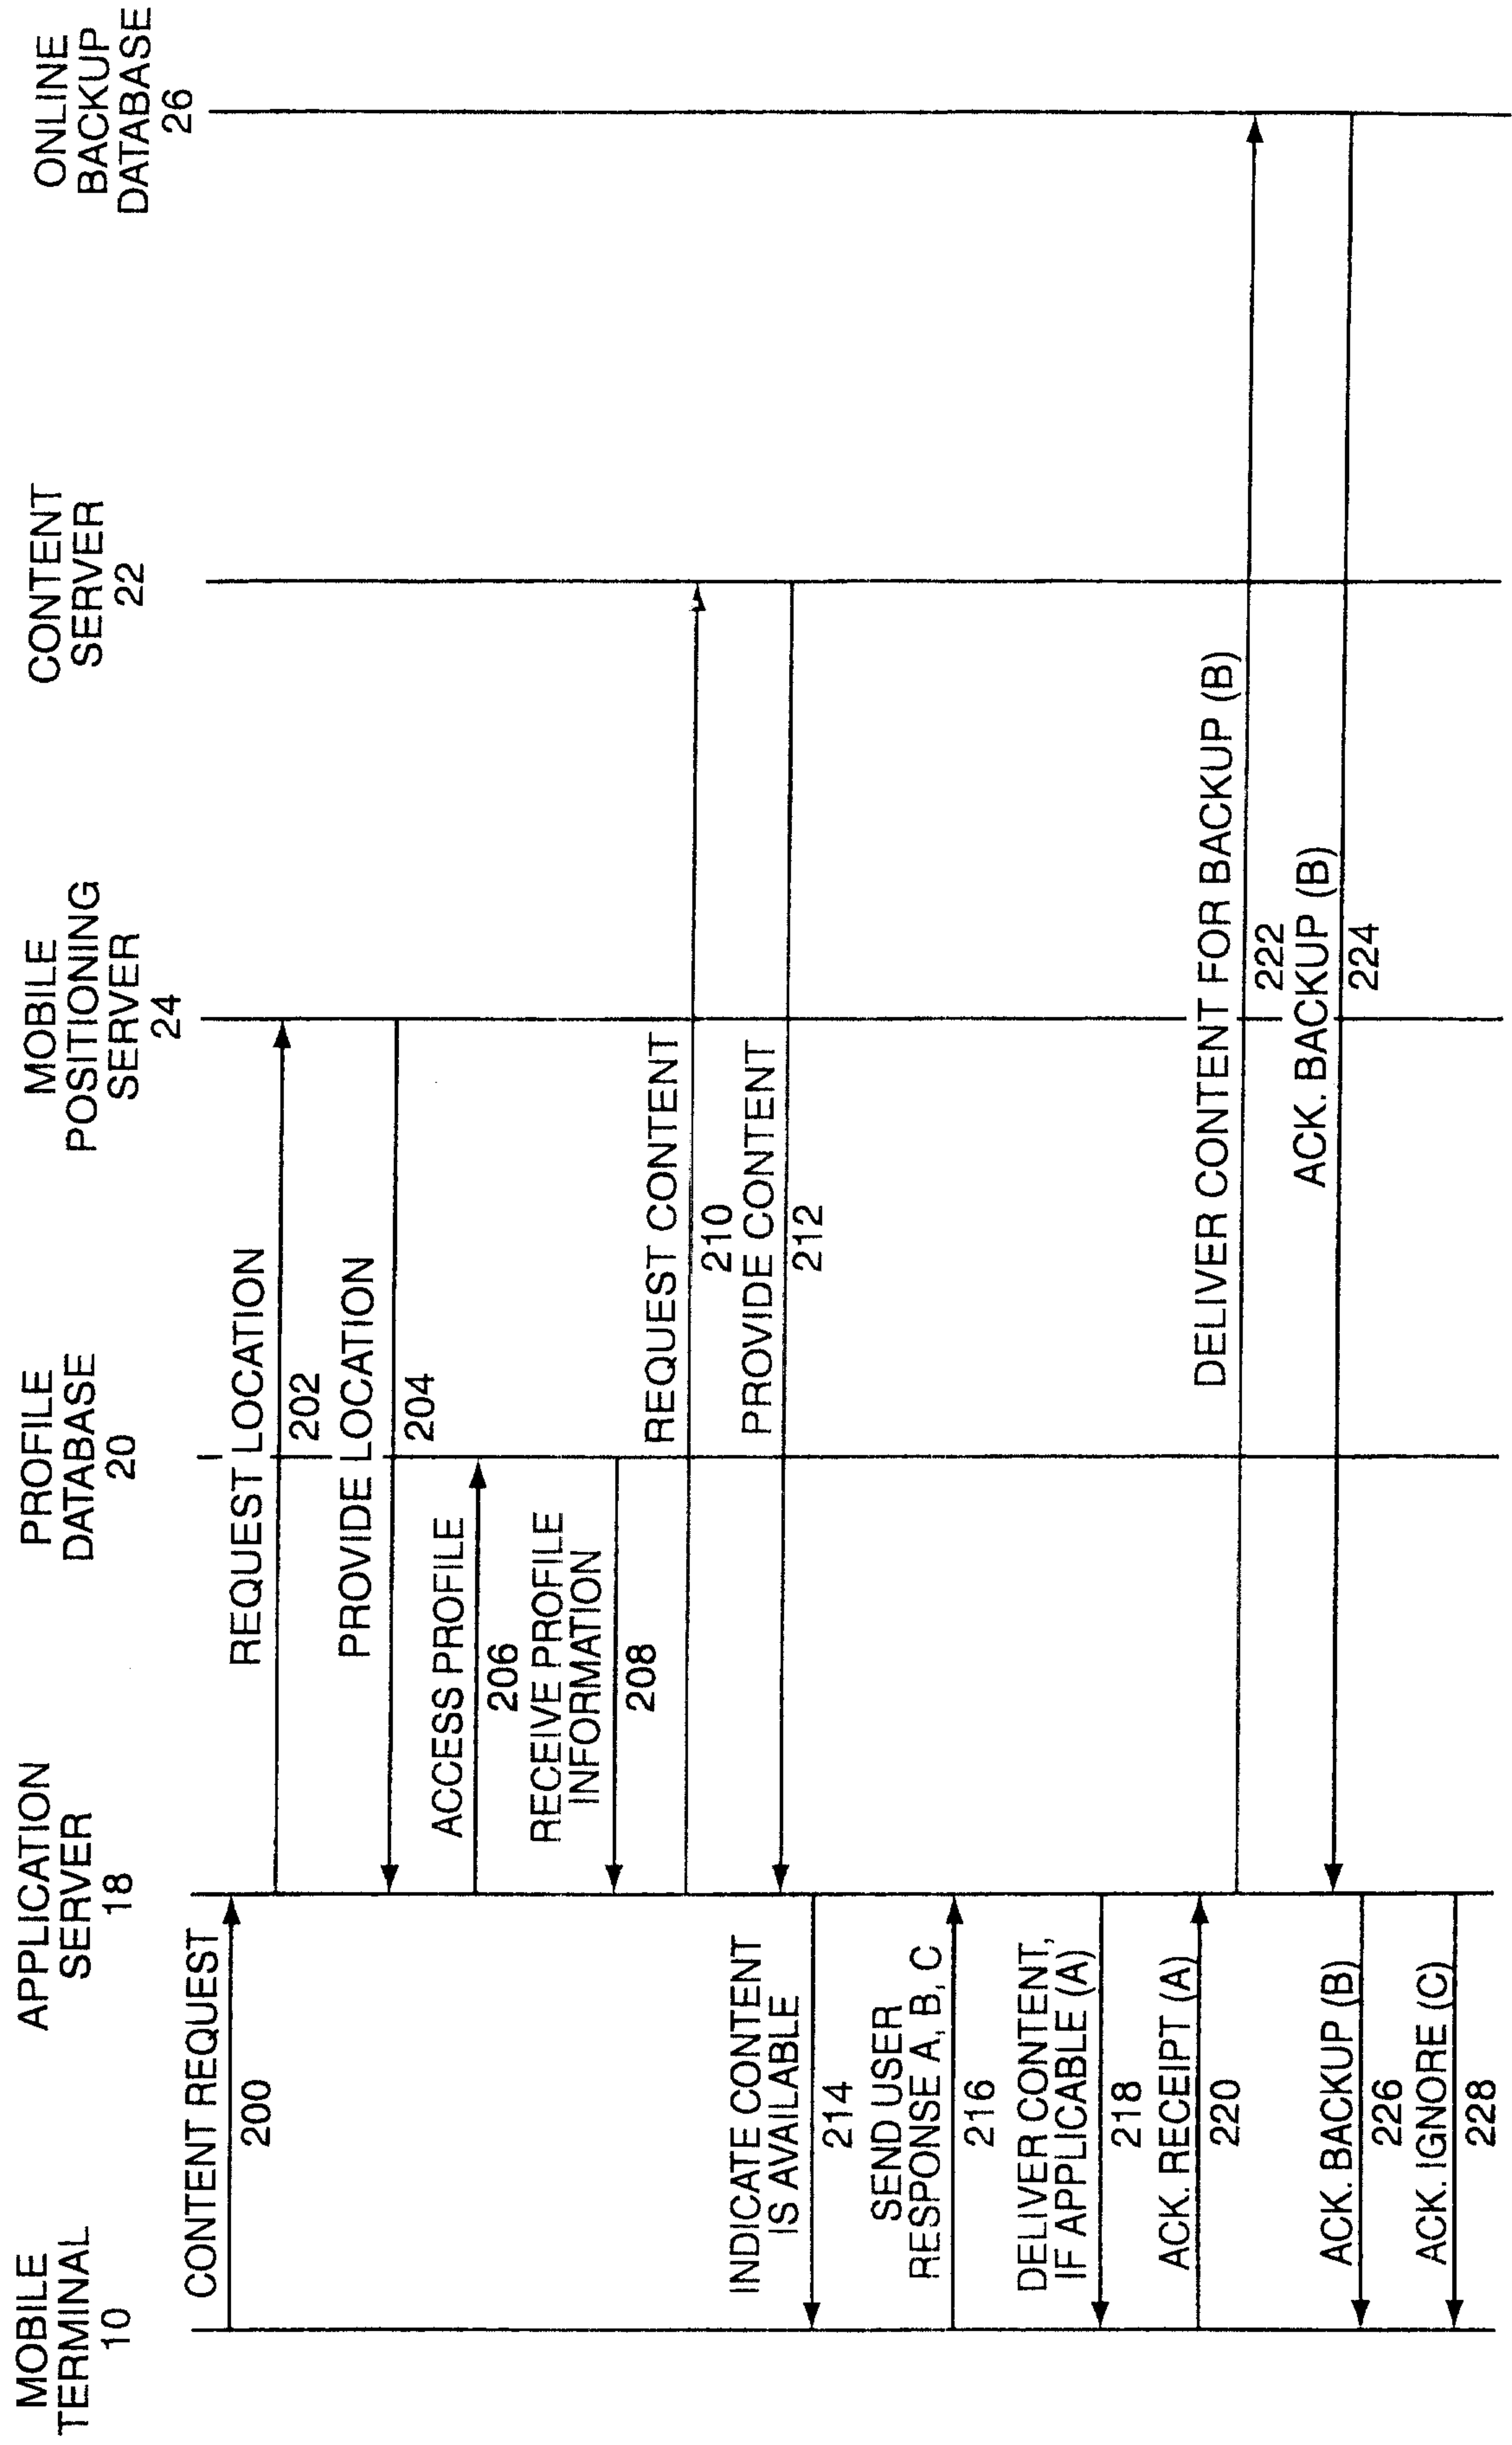 MOBILE
TERMINAL
10
APPLICATION
SERVER
18
PROFILE
DATABASE
20
MOBILE
POSITIONING
SERVER
24
CONTENT
SERVER
22
ONLINE
BACKUP
DATABASE
26
CONTENT REQUEST
200
REQUEST LOCATION
202
PROVIDE LOCATION
204
ACCESS PROFILE
206
RECEIVE PROFILE
INFORMATION
208
REQUEST CONTENT
210
PROVIDE CONTENT
212
INDICATE CONTENT
IS AVAILABLE
214
SEND USER
RESPONSE A, B, C
216
DELIVER CONTENT,
IF APPLICABLE (A)
218
ACK. RECEIPT (A)
220
DELIVER CONTENT FOR BACKUP (B)
222
ACK. BACKUP (B)
224
ACK. BACKUP (B)
226
ACK. IGNORE (C)
228